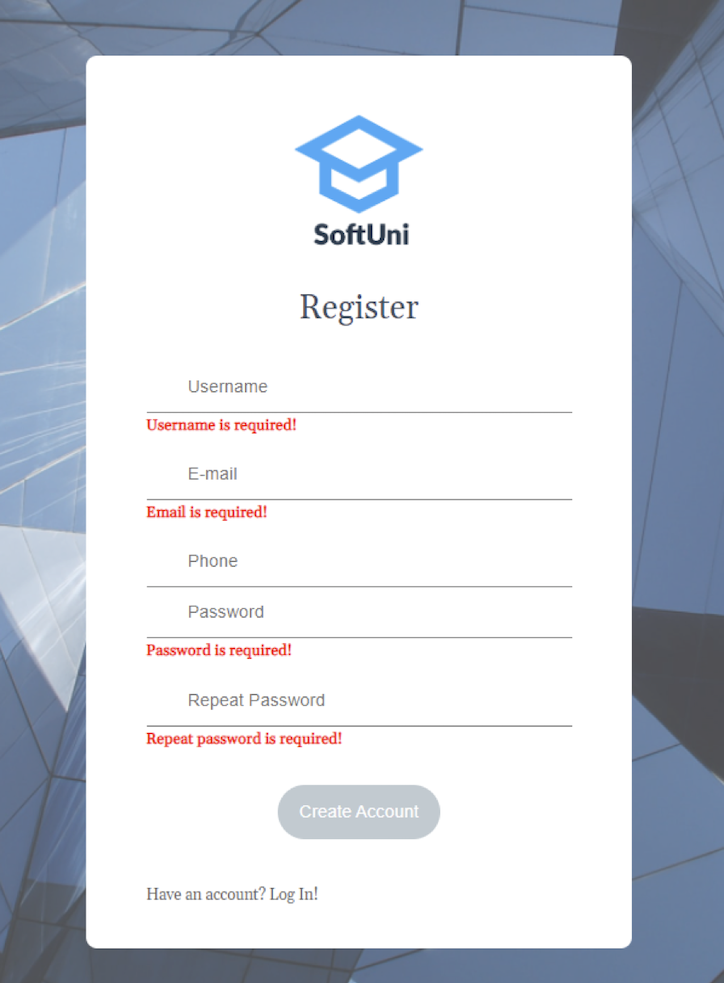 SoftUni
Register
Username
Username is required!
E-mail
Email is required!
Phone
Password
Password is required!
Repeat Password
Repeat password is required!
Create Account
Have an account? Log In!